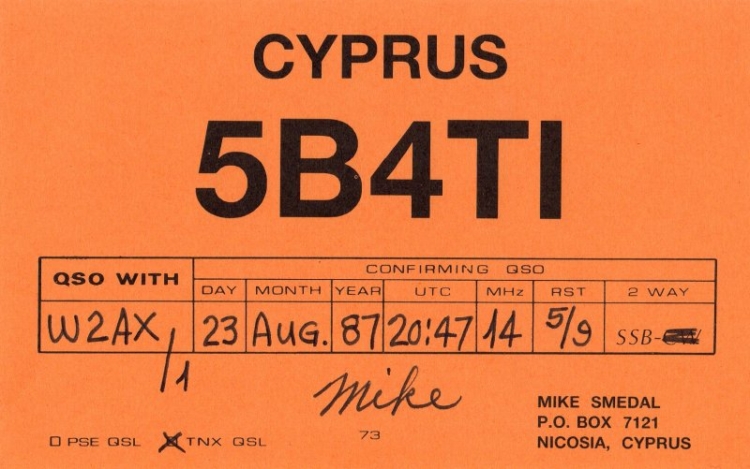 CYPRUS
5B4TI
QSO WITH
CONFIRMING QSO
DAY MONTH YEAR UTC MHz RST 2 WAY
W2AX/1 23 Aug. 87 20:47 14 5/9 SSB-
Mike
MIKE SMEDAL
P.O. BOX 7121
NICOSIA, CYPRUS
PSE QSL TNX QSL 73